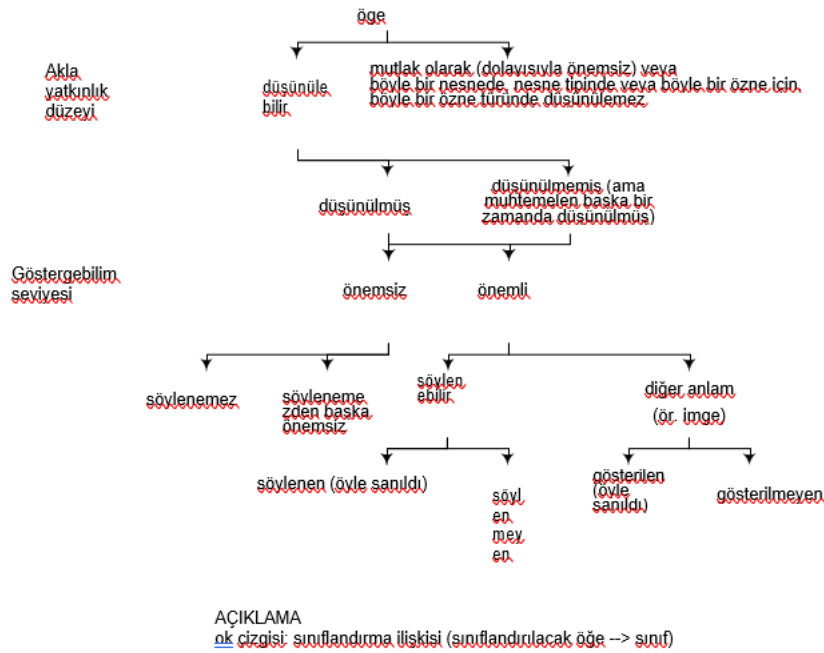 öge
Akla
yatkınlık
düzeyi
düşünüle
bilir
mutlak olarak (dolayısıyla önemsiz) veya
böyle bir nesnede, nesne tipinde veya böyle bir özne için,
böyle bir özne türünde düşünülemez
düşünülmüş
düşünülmemiş (ama
muhtemelen başka bir
zamanda düşünülmüş)
Göstergebilim
seviyesi
önemsiz
önemli
söylenemez
söyleneme
zden başka
önemsiz
söylen
ebilir
diğer anlam
(ör. imge)
söylenen (öyle sanıldı)
söyl
en
mey
en
gösterilen
(öyle
sanıldı)
gösterilmeyen
AÇIKLAMA
ok çizgisi: sınıflandırma ilişkisi (sınıflandırılacak öğe --> sınıf)